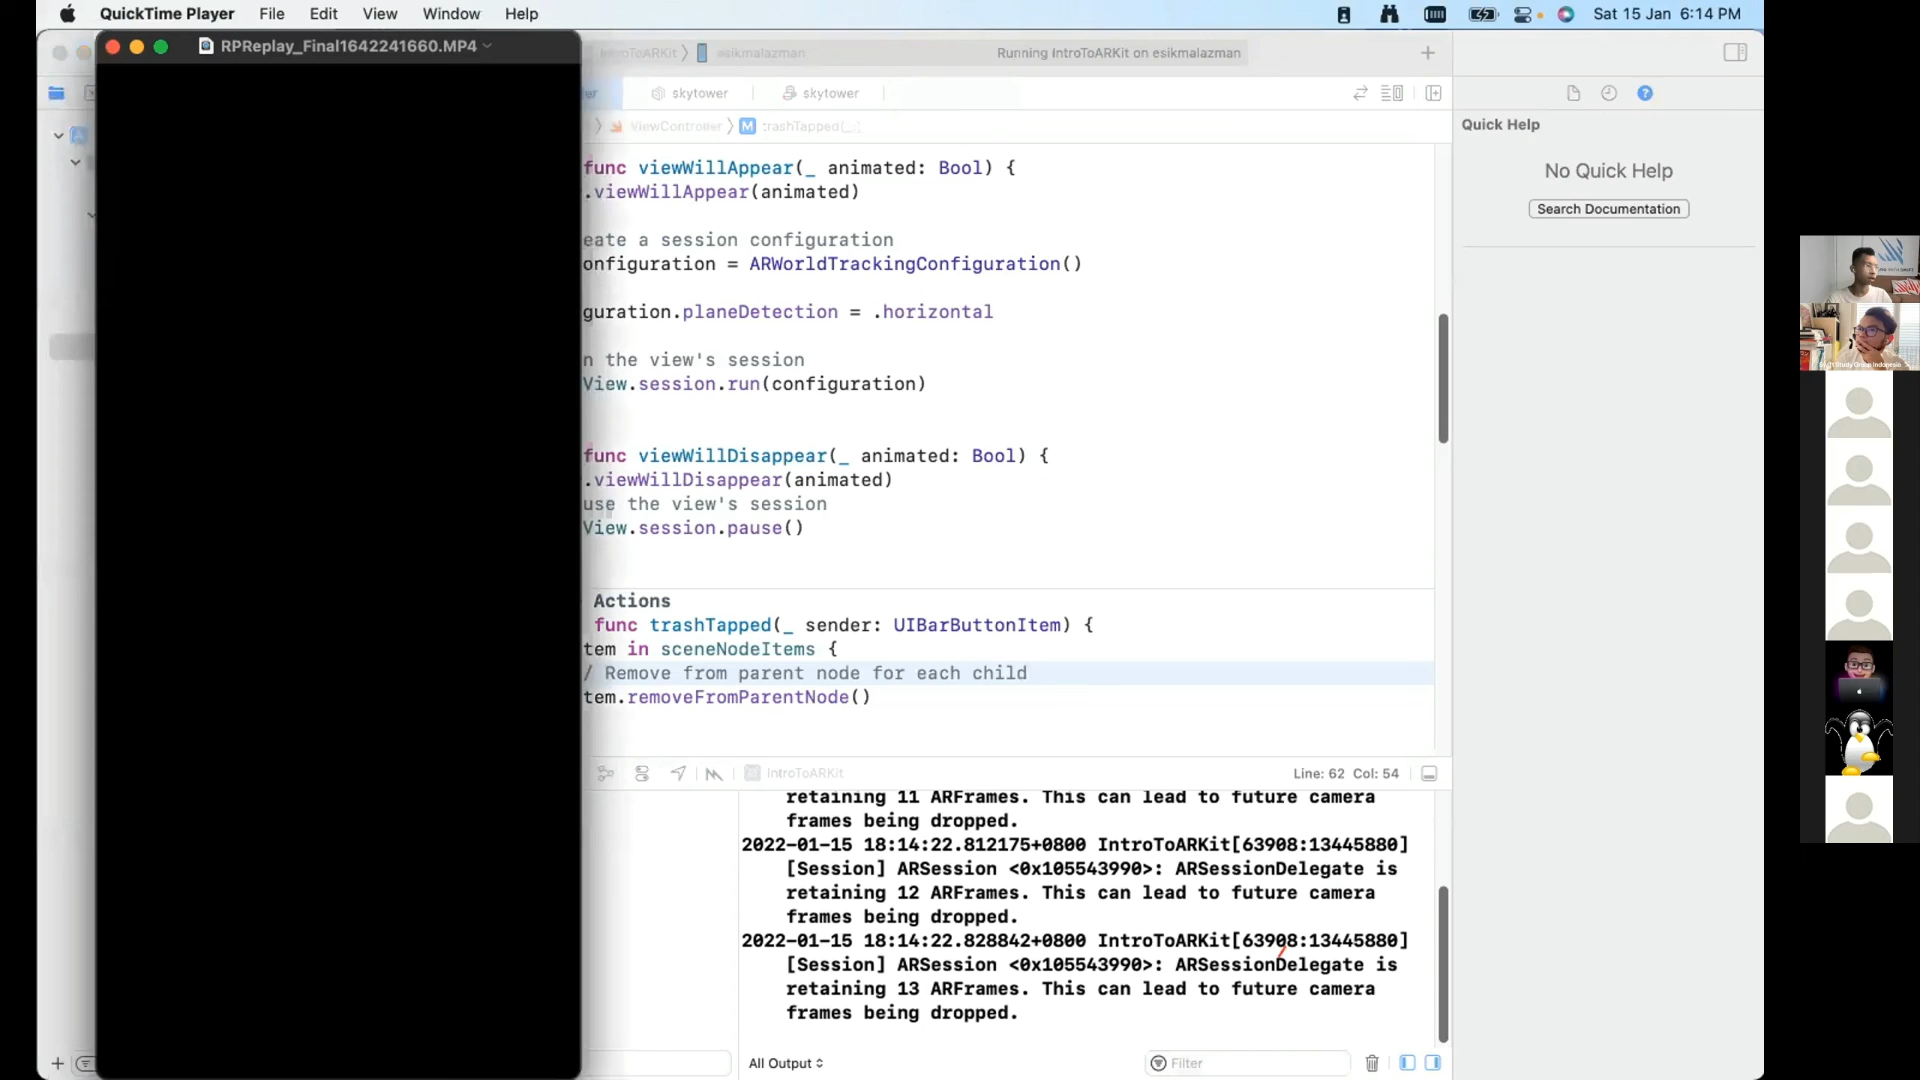 QuickTime Player File Edit View Window Help Sat 15 Jan 6:14 PM
RPReplay_Final1642241660.MP4
IntroToARKit esikmalazman Running IntroToARKit on esikmalazman
skytower skytower
ViewController M trashTapped(_:)
Quick Help
No Quick Help
Search Documentation
func viewWillAppear(_ animated: Bool) {
.viewWillAppear(animated)
eate a session configuration
onfiguration = ARWorldTrackingConfiguration()
guration.planeDetection = .horizontal
n the view's session
View.session.run(configuration)
func viewWillDisappear(_ animated: Bool) {
.viewWillDisappear(animated)
use the view's session
View.session.pause()
Actions
func trashTapped(_ sender: UIBarButtonItem) {
tem in sceneNodeItems {
/ Remove from parent node for each child
tem.removeFromParentNode()
IntroToARKit Line: 62 Col: 54
retaining 11 ARFrames. This can lead to future camera
frames being dropped.
2022-01-15 18:14:22.812175+0800 IntroToARKit[63908:13445880]
[Session] ARSession <0x105543990>: ARSessionDelegate is
retaining 12 ARFrames. This can lead to future camera
frames being dropped.
2022-01-15 18:14:22.828842+0800 IntroToARKit[63908:13445880]
[Session] ARSession <0x105543990>: ARSessionDelegate is
retaining 13 ARFrames. This can lead to future camera
frames being dropped.
All Output Filter